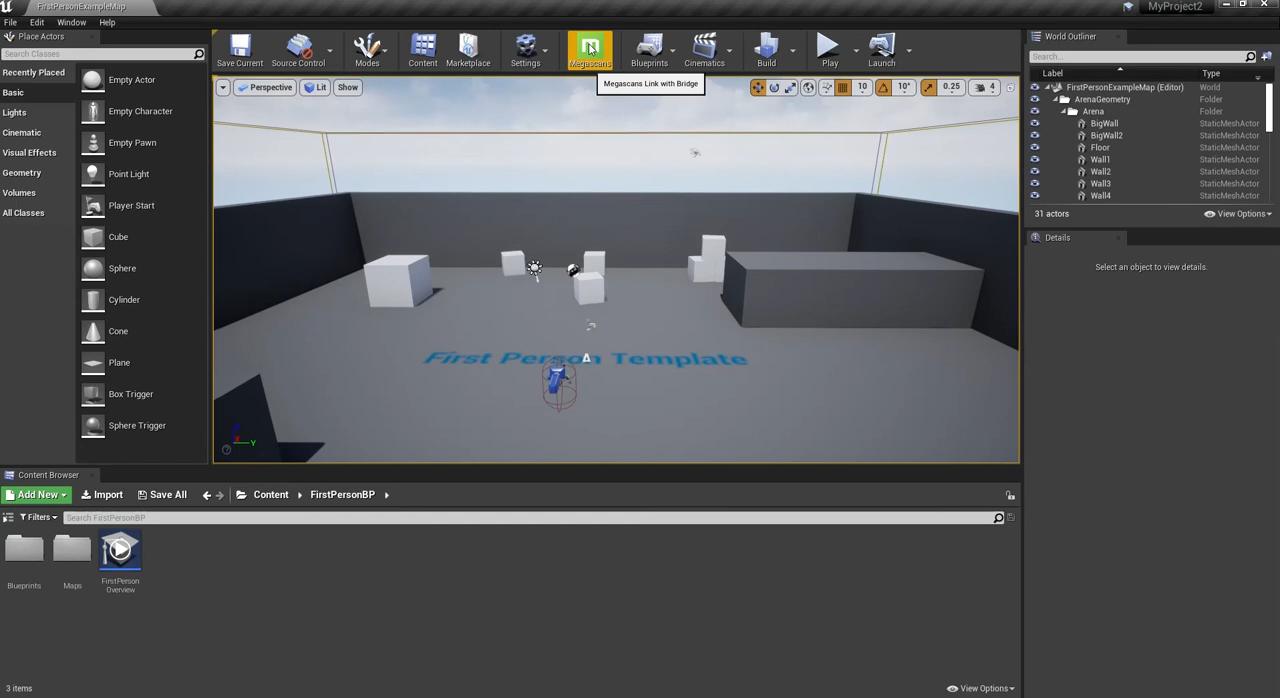 FirstPersonExampleMap
MyProject2
File Edit Window Help
Place Actors
Search Classes
Recently Placed
Basic
Lights
Cinematic
Visual Effects
Geometry
Volumes
All Classes
Empty Actor
Empty Character
Empty Pawn
Point Light
Player Start
Cube
Sphere
Cylinder
Cone
Plane
Box Trigger
Sphere Trigger
Save Current
Source Control
Modes
Content
Marketplace
Settings
Megascans
Blueprints
Cinematics
Build
Play
Launch
Megascans Link with Bridge
Perspective Lit Show
10 10° 0.25 4
First Person Template
Y
World Outliner
Search...
Label Type
FirstPersonExampleMap (Editor) World
ArenaGeometry Folder
Arena Folder
BigWall StaticMeshActor
BigWall2 StaticMeshActor
Floor StaticMeshActor
Wall1 StaticMeshActor
Wall2 StaticMeshActor
Wall3 StaticMeshActor
Wall4 StaticMeshActor
31 actors View Options
Details
Select an object to view details.
Content Browser
Add New Import Save All Content FirstPersonBP
Filters Search FirstPersonBP
Blueprints
Maps
FirstPerson
Overview
3 items
View Options